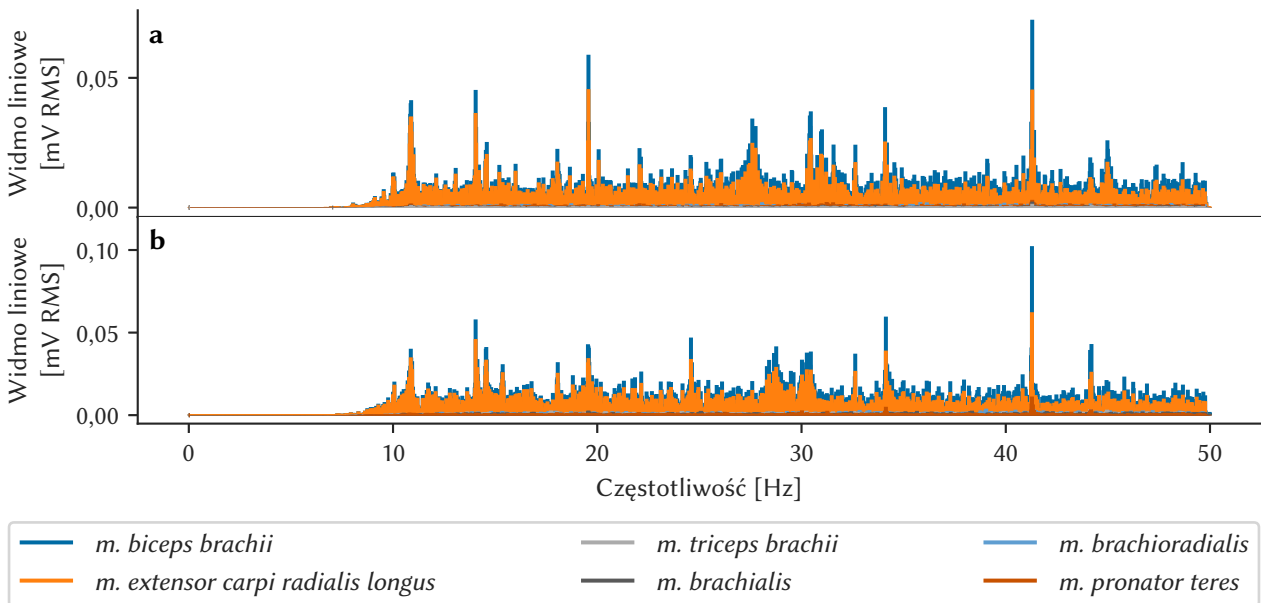 a
Widmo liniowe
[mV RMS]
0,05
0,00
b
Widmo liniowe
[mV RMS]
0,10
0,05
0,00
0 10 20 30 40 50
Częstotliwość [Hz]
m. biceps brachii m. triceps brachii m. brachioradialis
m. extensor carpi radialis longus m. brachialis m. pronator teres